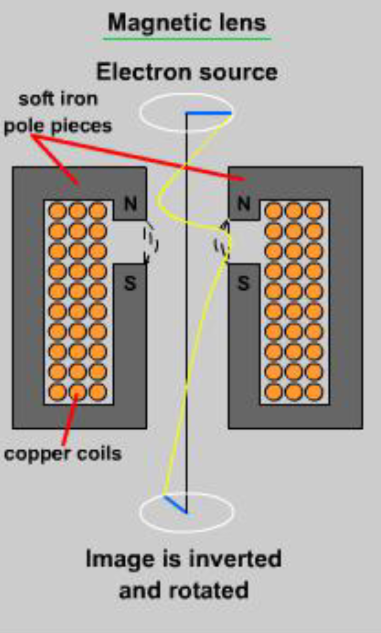 Magnetic lens
Electron source
soft iron
pole pieces
N
N
S
S
copper coils
Image is inverted
and rotated